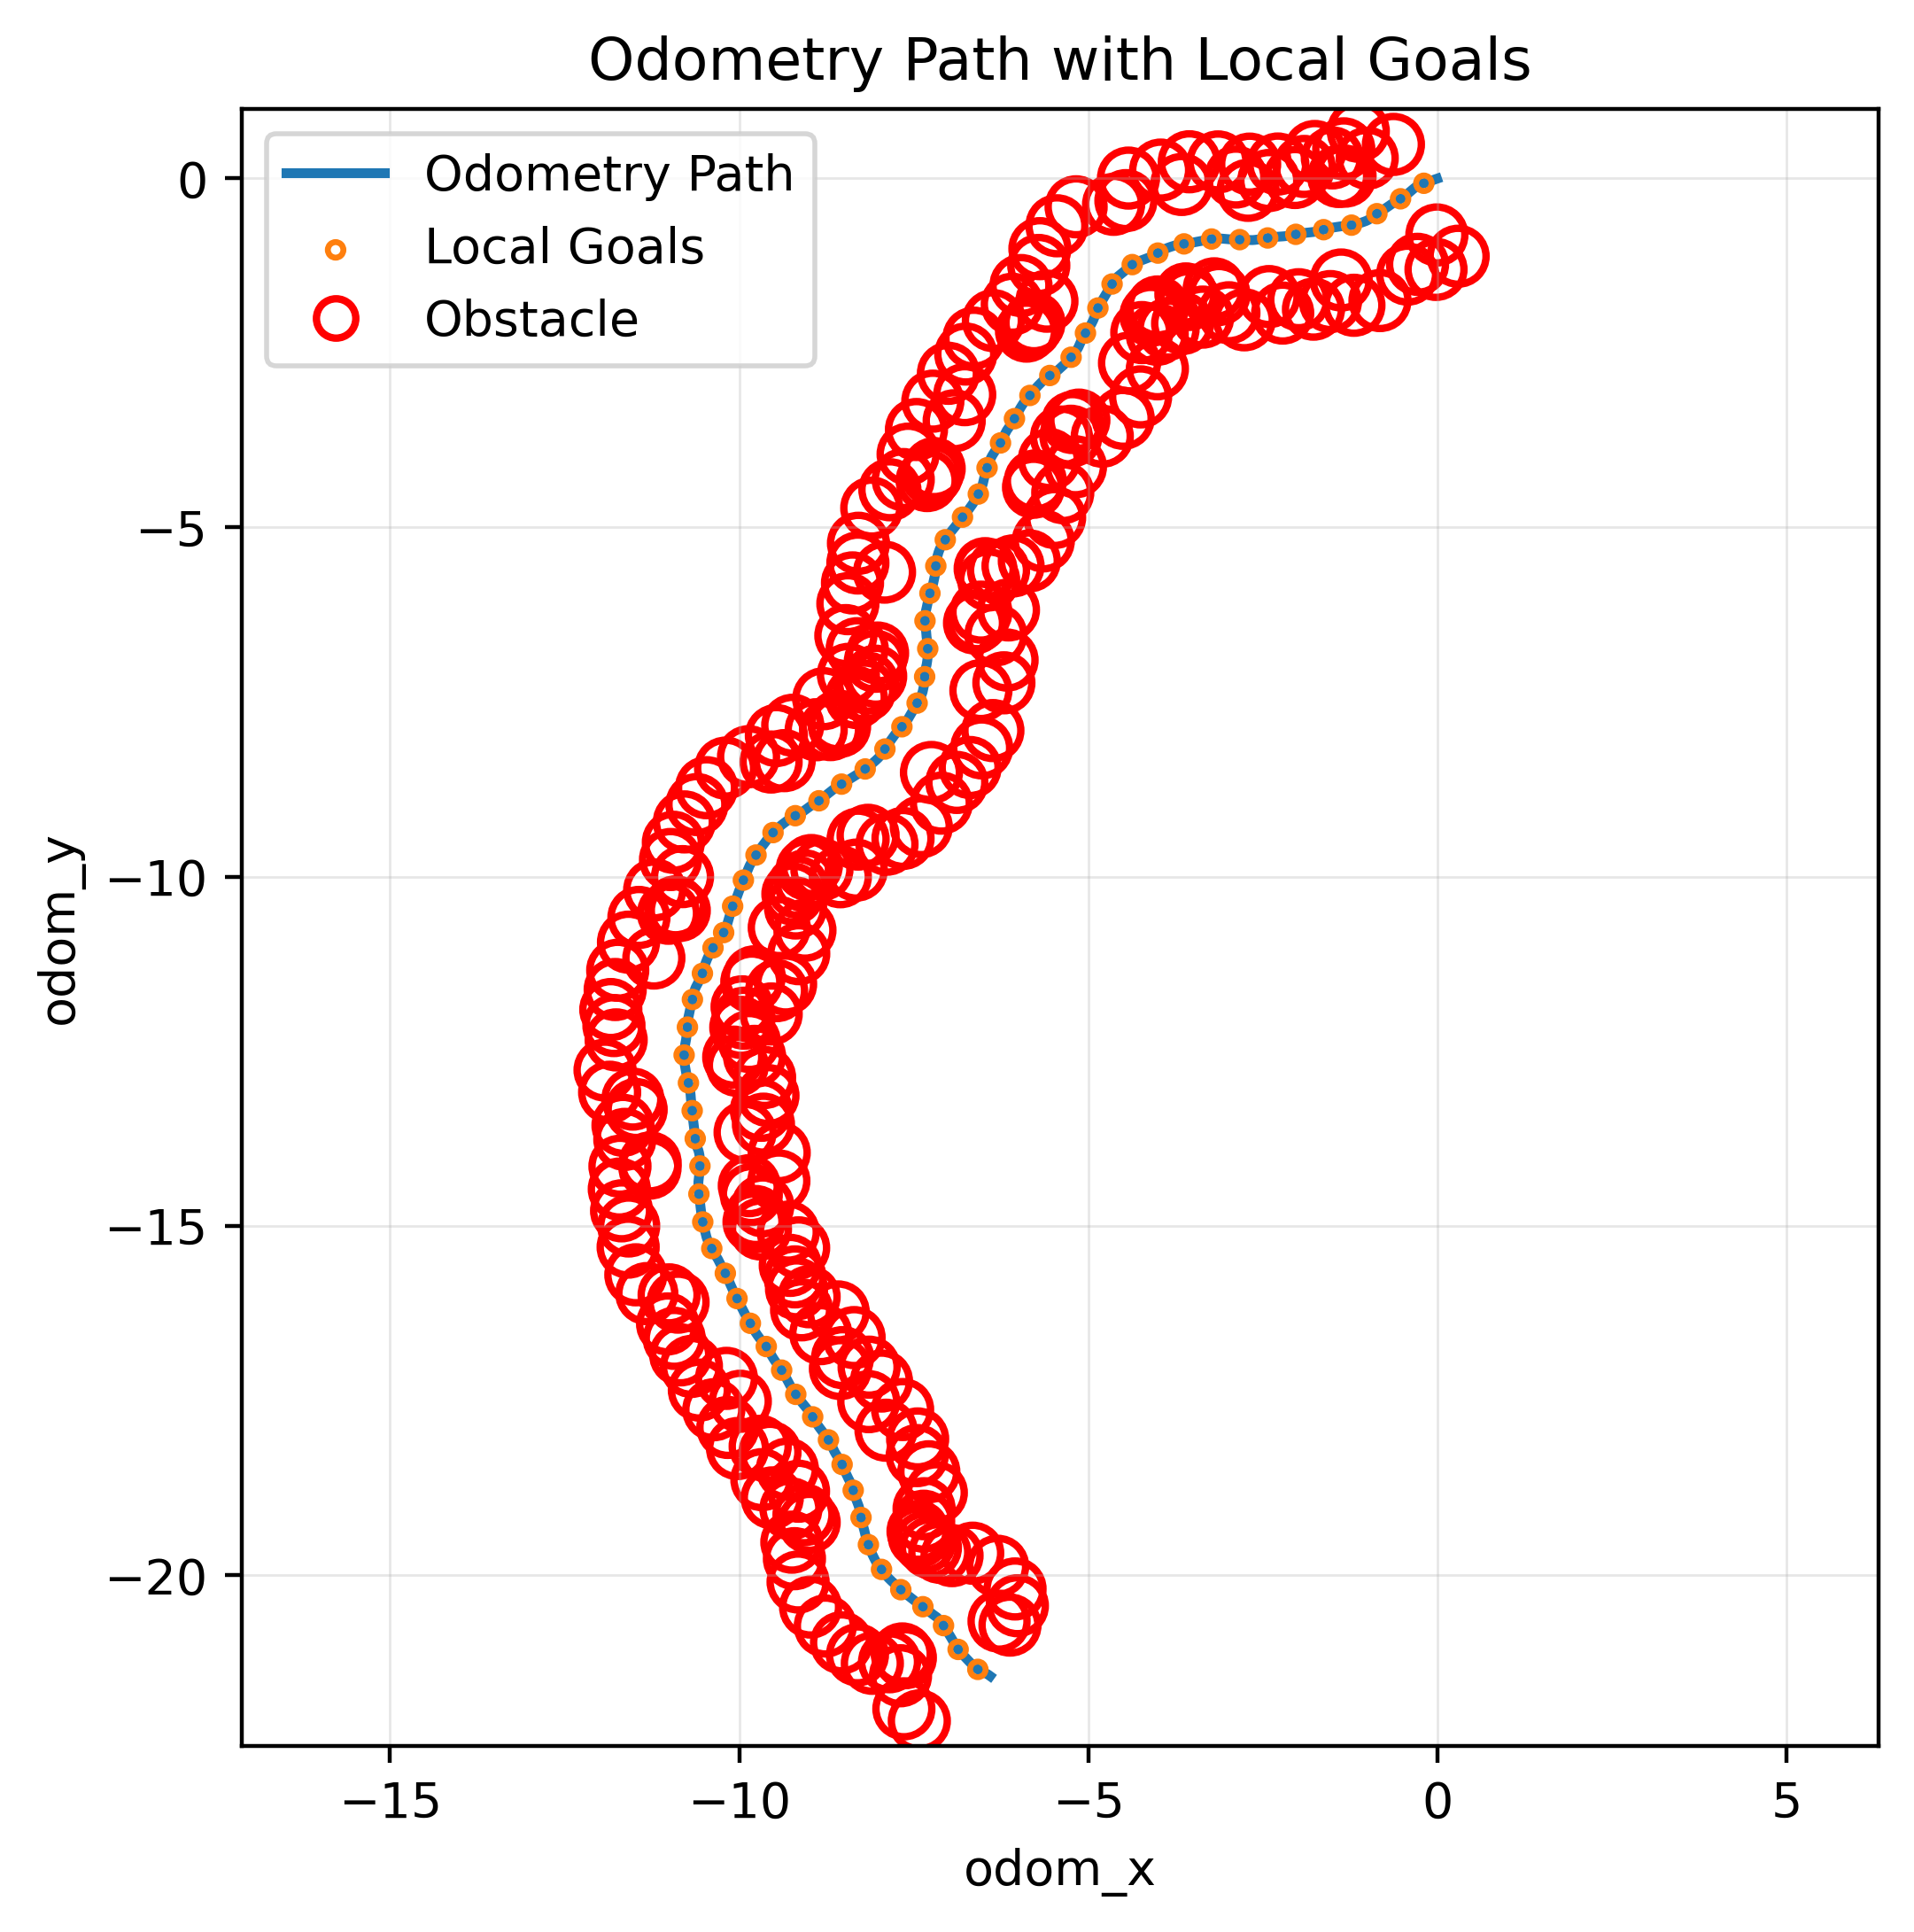 Odometry Path with Local Goals
Odometry Path
Local Goals
Obstacle
0
−5
−10
−15
−20
odom_y
−15
−10
−5
0
5
odom_x